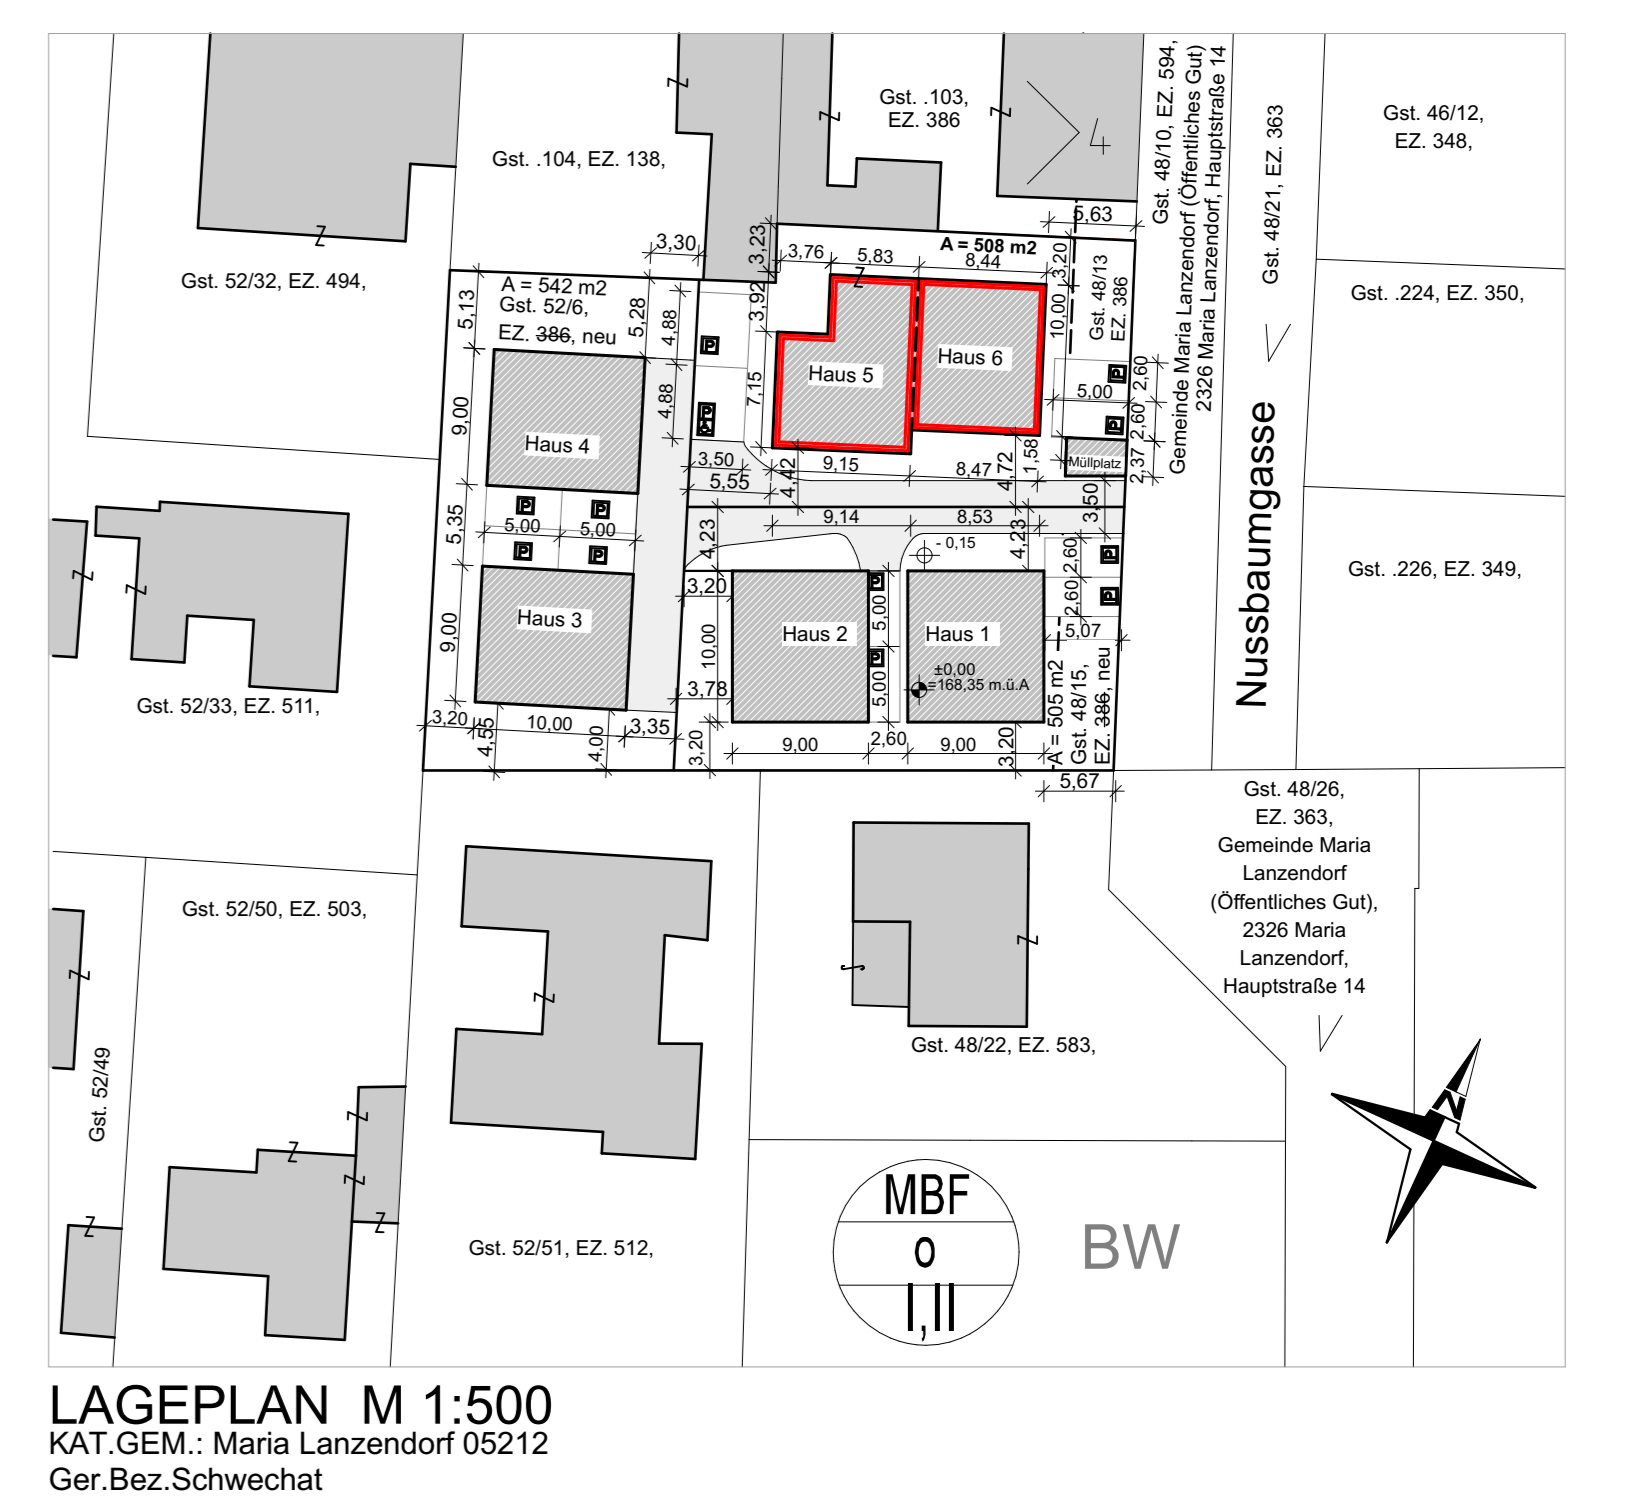 Gst. .103,
EZ. 386
4
Gst. .104, EZ. 138,
Gst. 48/10, EZ. 594,
Gemeinde Maria Lanzendorf (Öffentliches Gut)
2326 Maria Lanzendorf, Hauptstraße 14
Gst. 48/21, EZ. 363
Gst. 46/12,
EZ. 348,
Gst. 52/32, EZ. 494,
Gst. .224, EZ. 350,
5,63
3,30
3,23
3,76
5,83
A = 508 m2
8,44
3,20
Gst. 48/13
EZ. 386
A = 542 m2
Gst. 52/6,
EZ. 386, neu
5,13
5,28
4,88
3,92
10,00
P
Haus 5
Haus 6
7,15
P
5,00
2,60
9,00
4,88
P
P
2,60
Haus 4
3,50
5,55
4,42
9,15
8,47
4,72
1,58
Müllplatz
2,37
Nussbaumgasse
P
P
5,00
5,00
P
P
5,35
4,23
9,14
8,53
4,23
3,50
- 0,15
2,60
P
2,60
P
Gst. .226, EZ. 349,
3,20
P
5,00
Haus 3
9,00
Haus 2
10,00
P
5,00
Haus 1
±0,00
=168,35 m.ü.A
5,07
A = 505 m2
Gst. 48/15,
EZ. 386, neu
Gst. 52/33, EZ. 511,
3,78
3,20
4,55
10,00
4,00
3,35
3,20
9,00
2,60
9,00
3,20
5,67
Gst. 48/26,
EZ. 363,
Gemeinde Maria
Lanzendorf
(Öffentliches Gut),
2326 Maria
Lanzendorf,
Hauptstraße 14
Gst. 52/50, EZ. 503,
Gst. 48/22, EZ. 583,
Gst. 52/49
N
Gst. 52/51, EZ. 512,
MBF
o
I,II
BW
LAGEPLAN M 1:500
KAT.GEM.: Maria Lanzendorf 05212
Ger.Bez.Schwechat